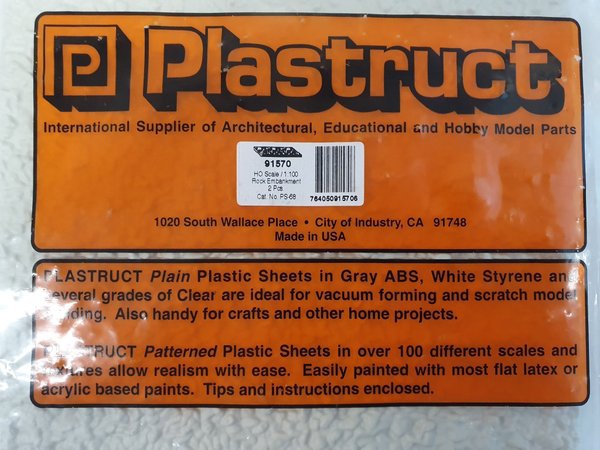 P Plastruct
International Supplier of Architectural, Educational and Hobby Model Parts
91570
HO Scale / 1:100
Rock Embankment
2 Pcs
Cat. No. PS-68
764050915706
1020 South Wallace Place • City of Industry, CA 91748
Made in USA
PLASTRUCT Plain Plastic Sheets in Gray ABS, White Styrene and
several grades of Clear are ideal for vacuum forming and scratch model
Also handy for crafts and other home projects.
Patterned Plastic Sheets in over 100 different scales and
allow realism with ease. Easily painted with most flat latex or
acrylic based paints. Tips and instructions enclosed.